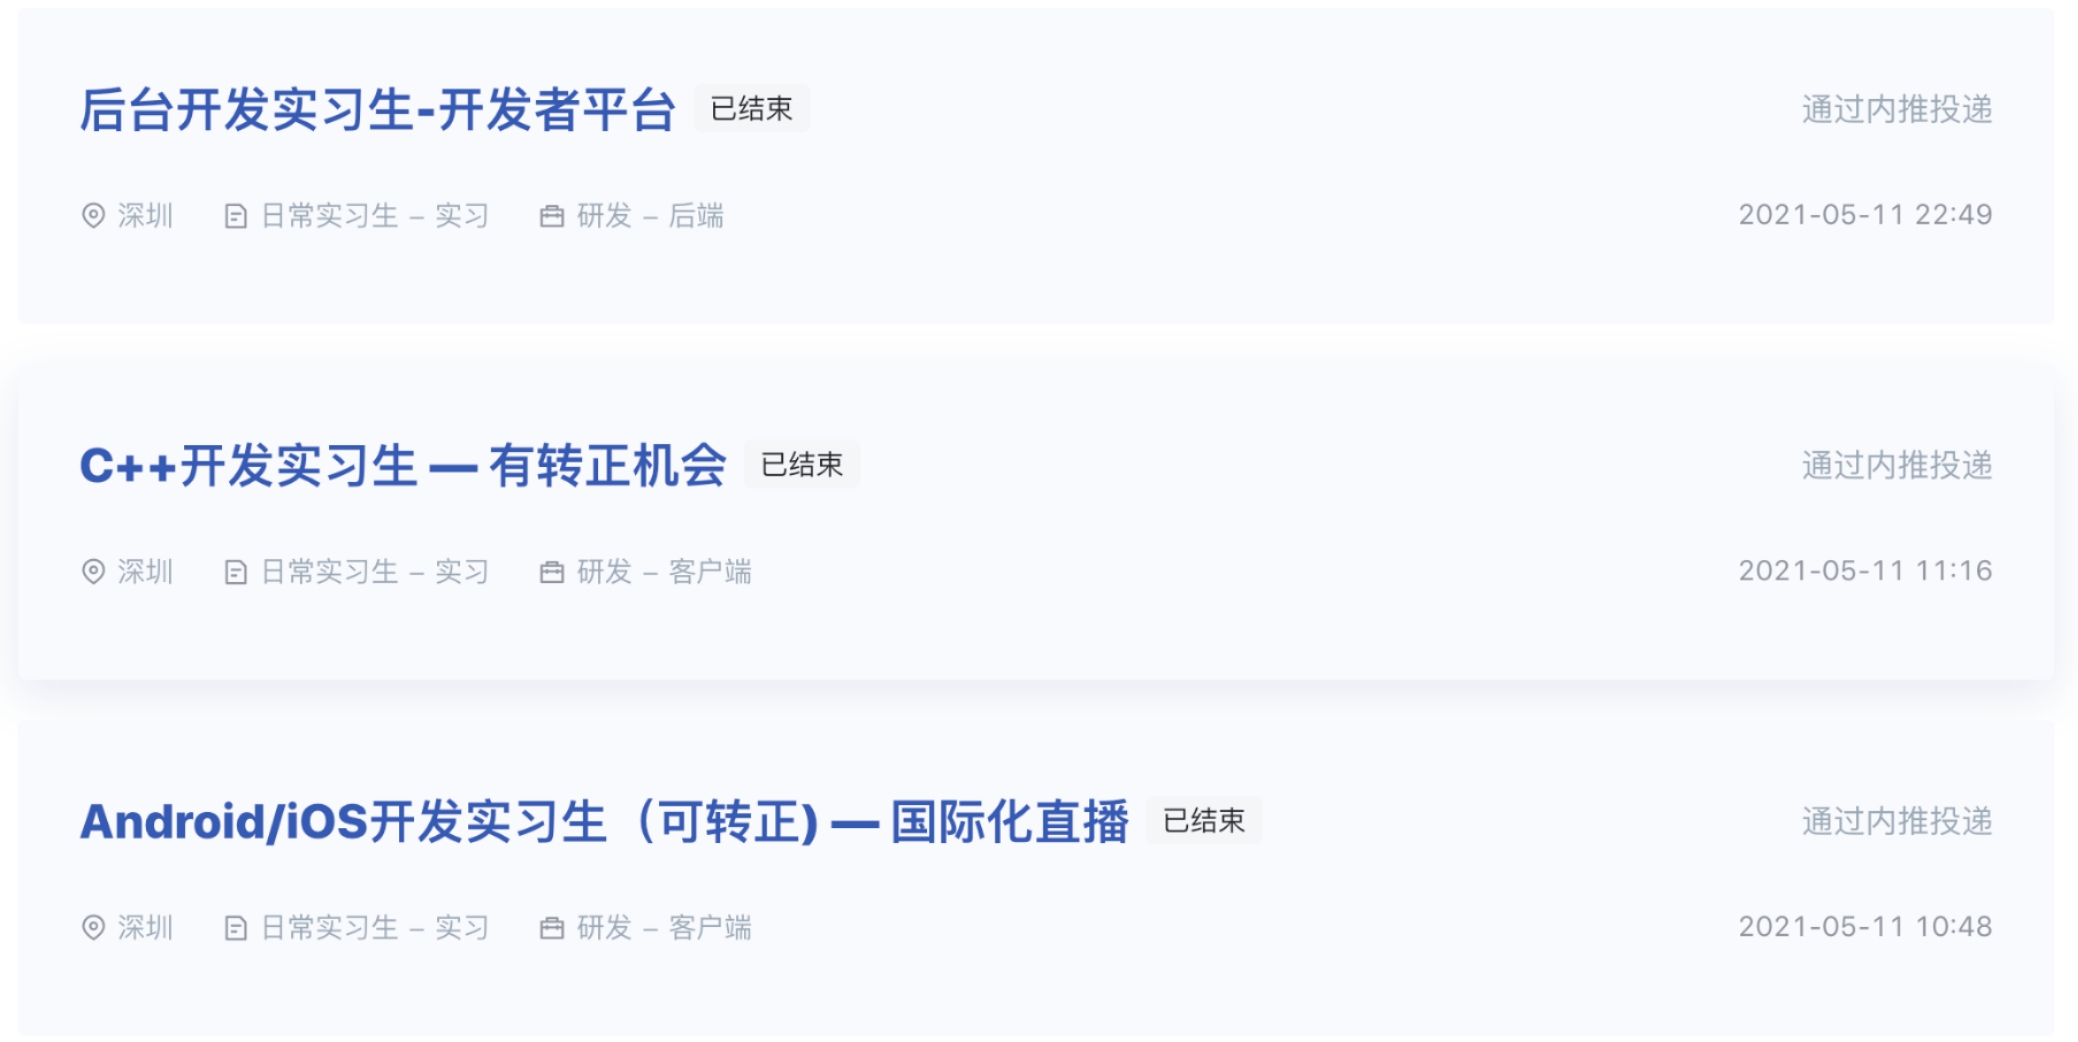 后台开发实习生-开发者平台 已结束 通过内推投递
深圳 日常实习生 – 实习 研发 – 后端 2021-05-11 22:49
C++开发实习生 — 有转正机会 已结束 通过内推投递
深圳 日常实习生 – 实习 研发 – 客户端 2021-05-11 11:16
Android/iOS开发实习生（可转正) — 国际化直播 已结束 通过内推投递
深圳 日常实习生 – 实习 研发 – 客户端 2021-05-11 10:48